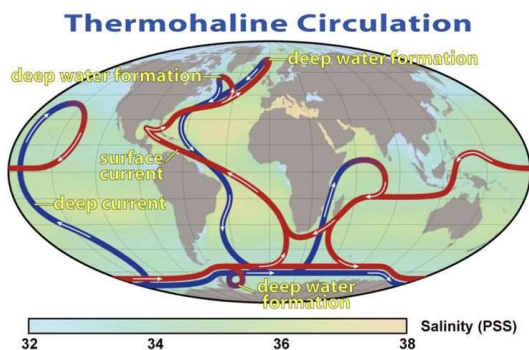 Thermohaline Circulation
deep water formation
deep water formation
surface
current
deep current
deep water
formation
Salinity (PSS)
32 34 36 38